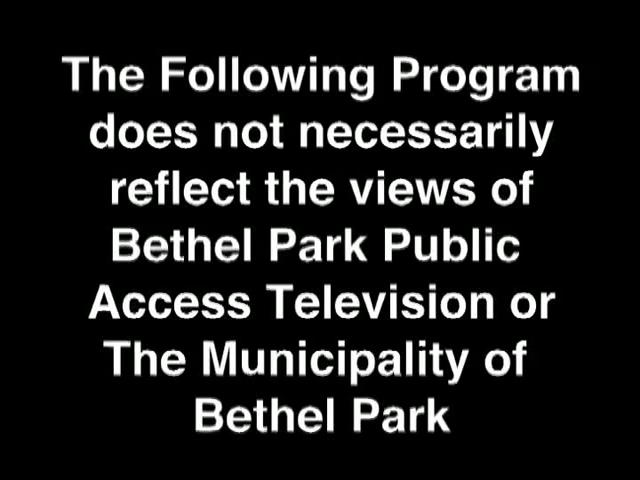 The Following Program
does not necessarily
reflect the views of
Bethel Park Public
Access Television or
The Municipality of
Bethel Park